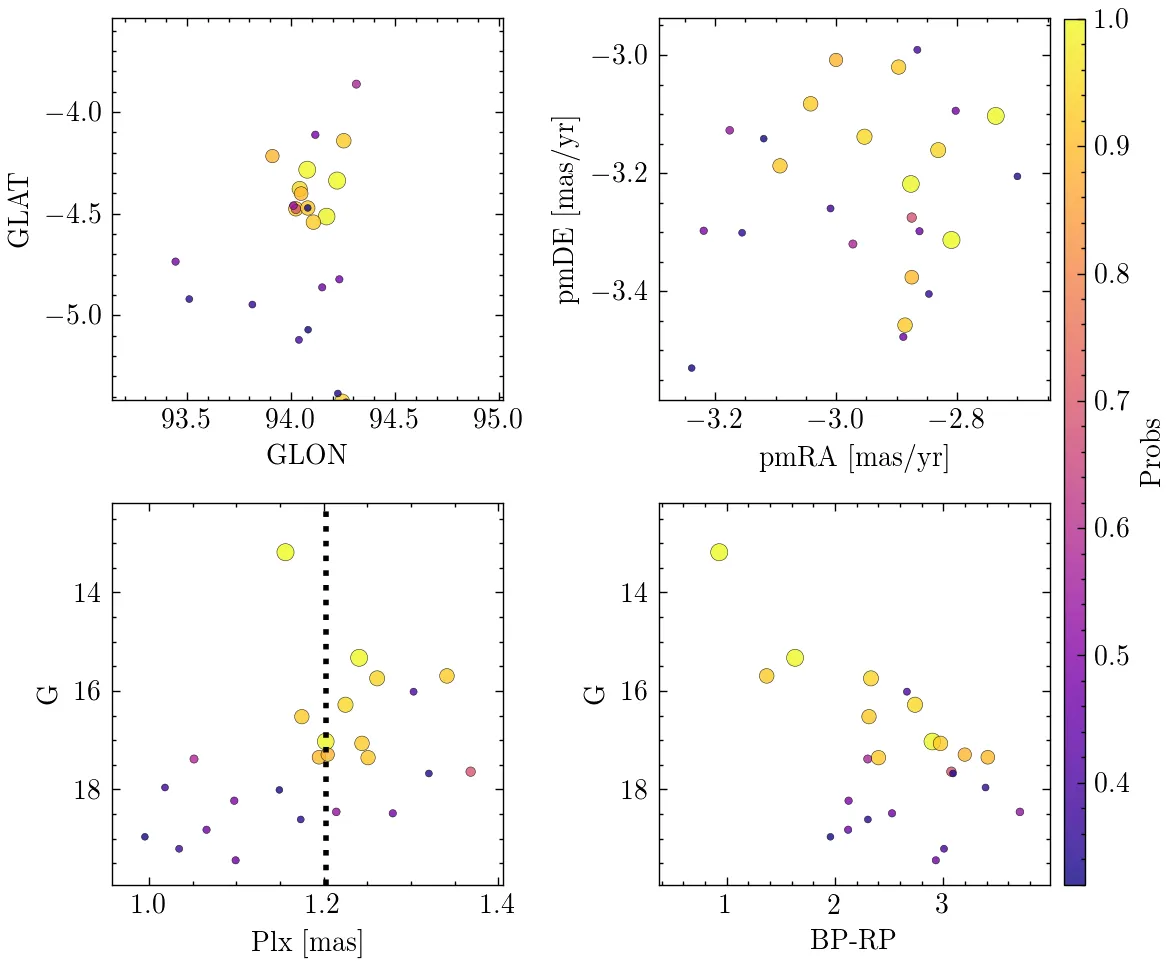 −4.0
−4.5
−5.0
GLAT
93.5 94.0 94.5 95.0
GLON
−3.0
−3.2
−3.4
pmDE [mas/yr]
−3.2 −3.0 −2.8
pmRA [mas/yr]
14
16
18
G
1.0 1.2 1.4
Plx [mas]
14
16
18
G
1 2 3
BP-RP
1.0
0.9
0.8
0.7
0.6
0.5
0.4
Probs